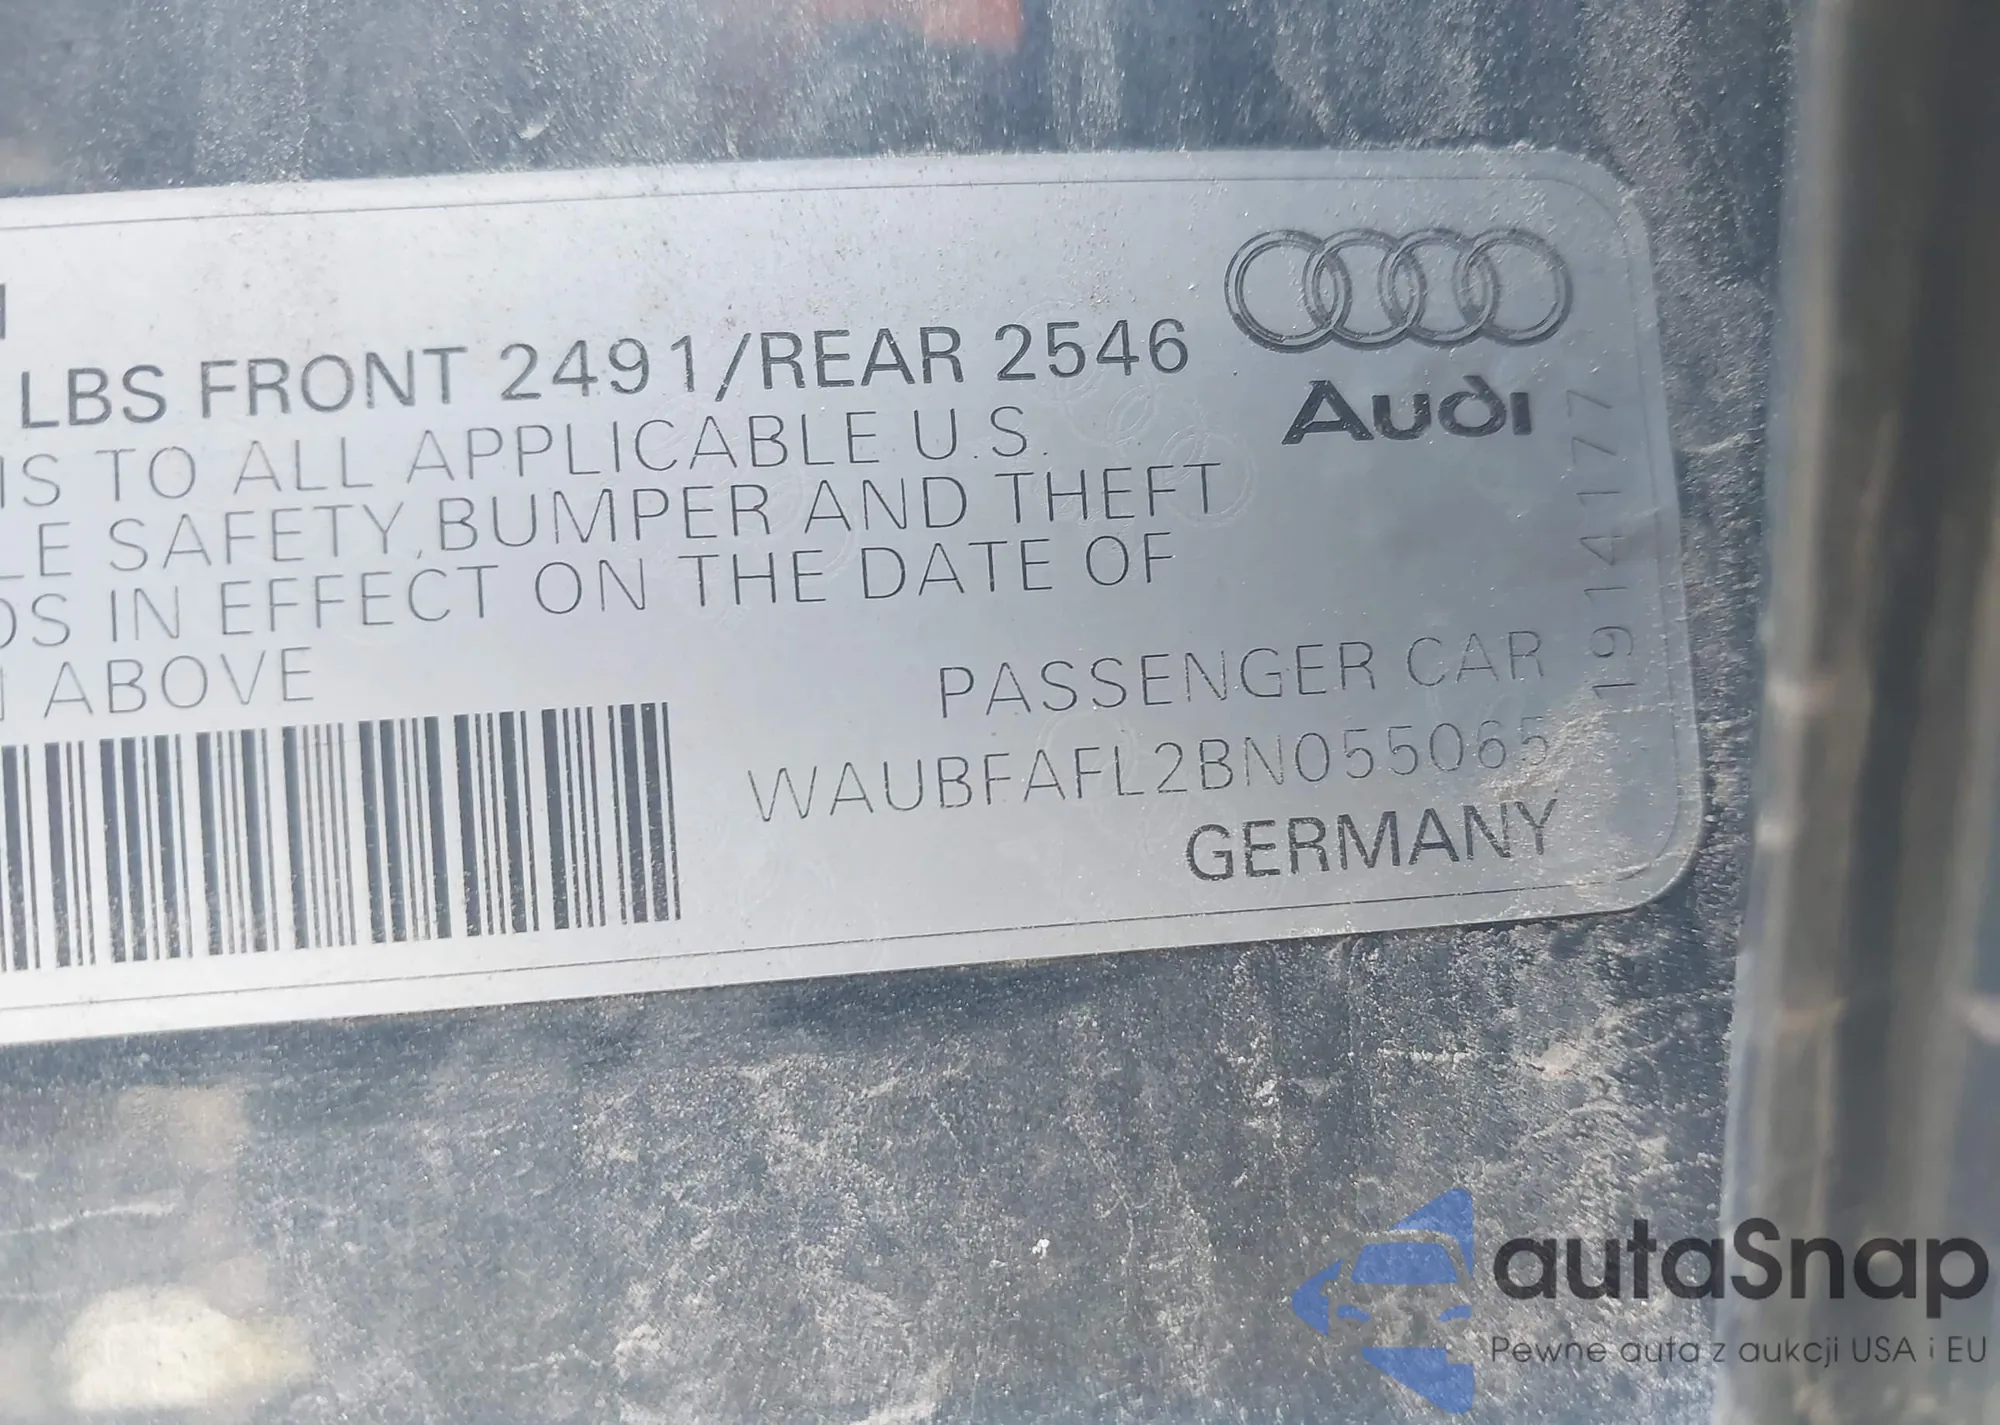 LBS FRONT 2491/REAR 2546
Audi
IS TO ALL APPLICABLE U.S.
LE SAFETY, BUMPER AND THEFT
DS IN EFFECT ON THE DATE OF
ABOVE
PASSENGER CAR
WAUBFAFL2BN055065
GERMANY
1914177
autaSnap
Pewne auta z aukcji USA i EU